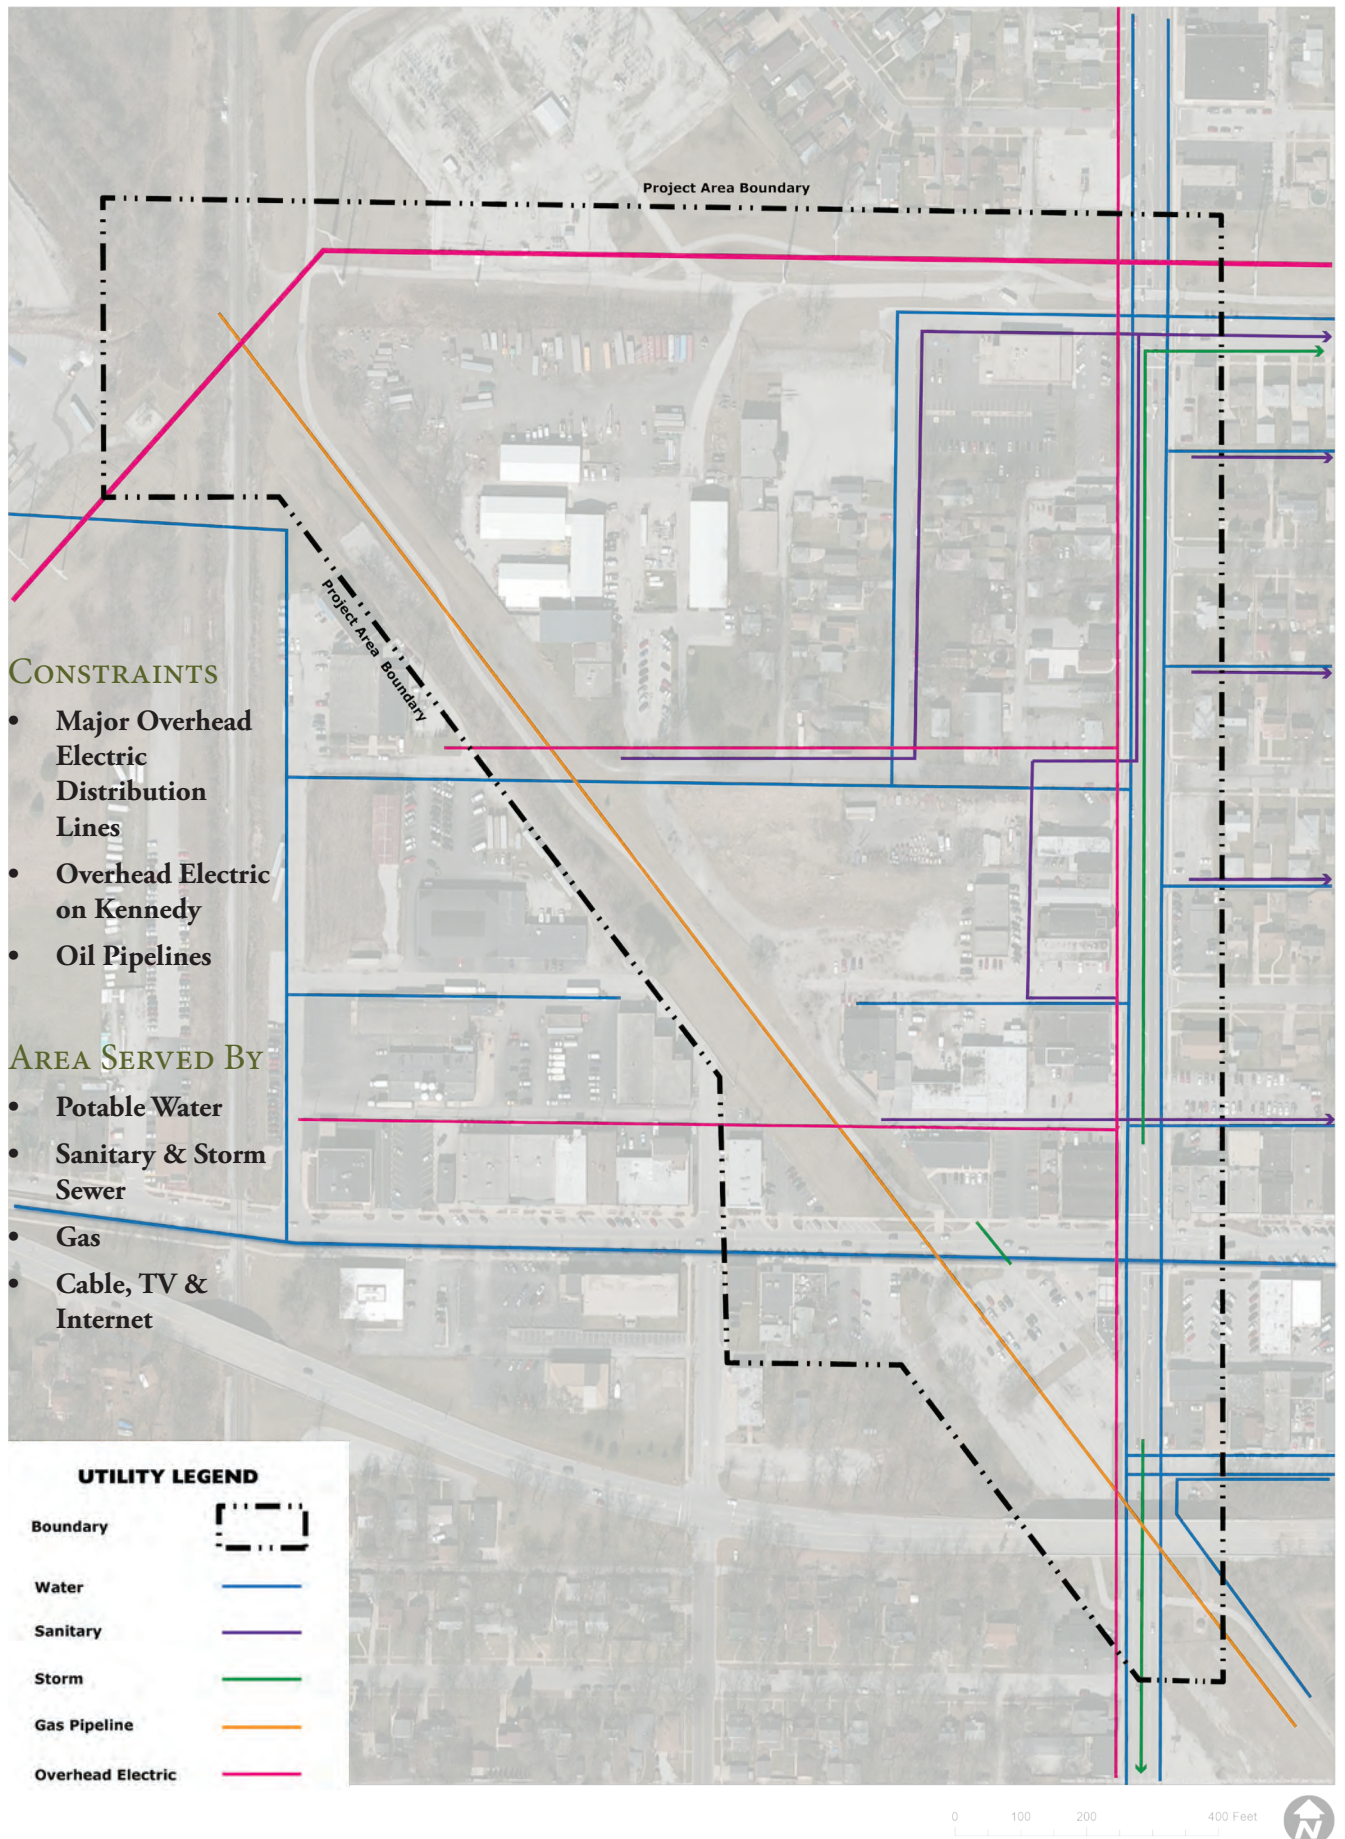 Project Area Boundary
Project Area Boundary
Constraints
• Major Overhead
Electric
Distribution
Lines
• Overhead Electric
on Kennedy
• Oil Pipelines
Area Served By
• Potable Water
• Sanitary & Storm
Sewer
• Gas
• Cable, TV &
Internet
UTILITY LEGEND
Boundary
Water
Sanitary
Storm
Gas Pipeline
Overhead Electric
0 100 200 400 Feet
N